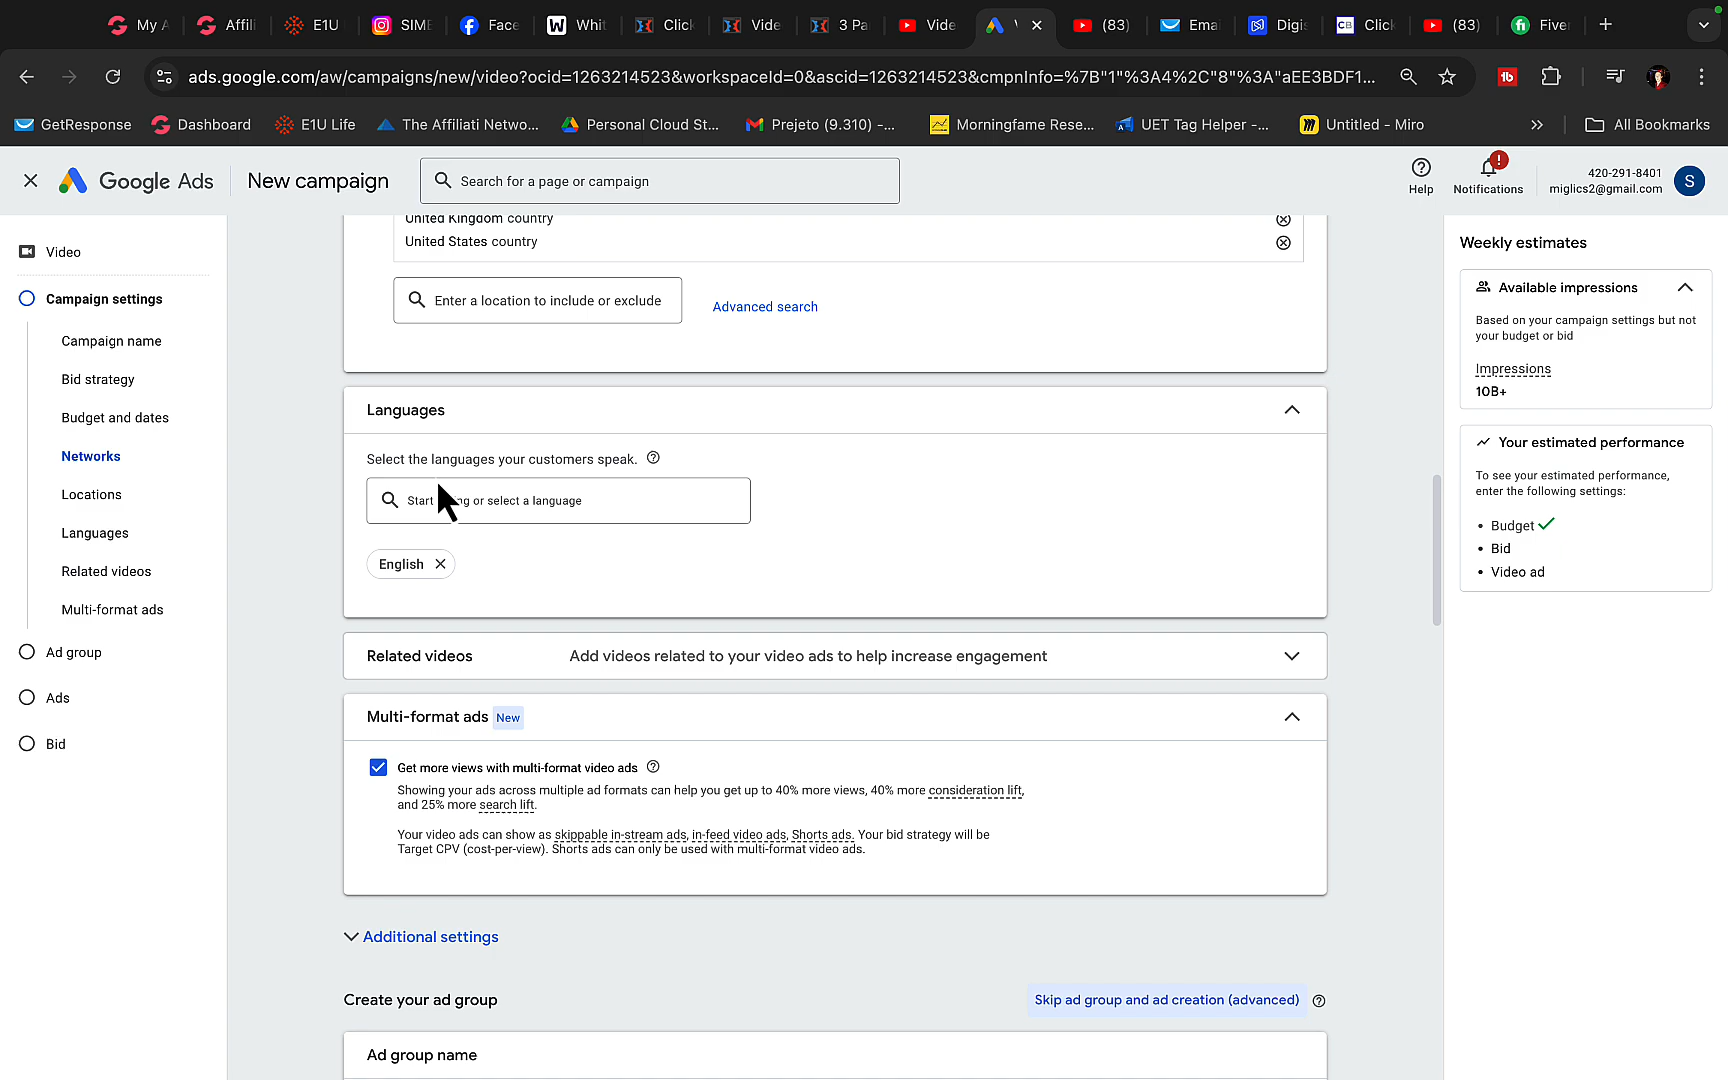 My A
Affili
E1U
SIME
Face
Whit
Click
Vide
3 Pa
Vide
(83)
Emai
Digis
Click
(83)
Fiver
ads.google.com/aw/campaigns/new/video?ocid=1263214523&workspaceId=0&ascid=1263214523&cmpnInfo=%7B"1"%3A4%2C"8"%3A"aEE3BDF1...
GetResponse
Dashboard
E1U Life
The Affiliati Netwo...
Personal Cloud St...
Prejeto (9.310) -...
Morningfame Rese...
UET Tag Helper -...
Untitled - Miro
All Bookmarks
Google Ads
New campaign
Search for a page or campaign
Help
Notifications
420-291-8401
miglics2@gmail.com
S
Video
Campaign settings
Campaign name
Bid strategy
Budget and dates
Networks
Locations
Languages
Related videos
Multi-format ads
Ad group
Ads
Bid
United Kingdom country
United States country
Enter a location to include or exclude
Advanced search
Languages
Select the languages your customers speak.
Start or select a language
English
Related videos
Add videos related to your video ads to help increase engagement
Multi-format ads New
Get more views with multi-format video ads
Showing your ads across multiple ad formats can help you get up to 40% more views, 40% more consideration lift,
and 25% more search lift.
Your video ads can show as skippable in-stream ads, in-feed video ads, Shorts ads. Your bid strategy will be
Target CPV (cost-per-view). Shorts ads can only be used with multi-format video ads.
Additional settings
Create your ad group
Skip ad group and ad creation (advanced)
Ad group name
Weekly estimates
Available impressions
Based on your campaign settings but not
your budget or bid
Impressions
10B+
Your estimated performance
To see your estimated performance,
enter the following settings:
• Budget
• Bid
• Video ad